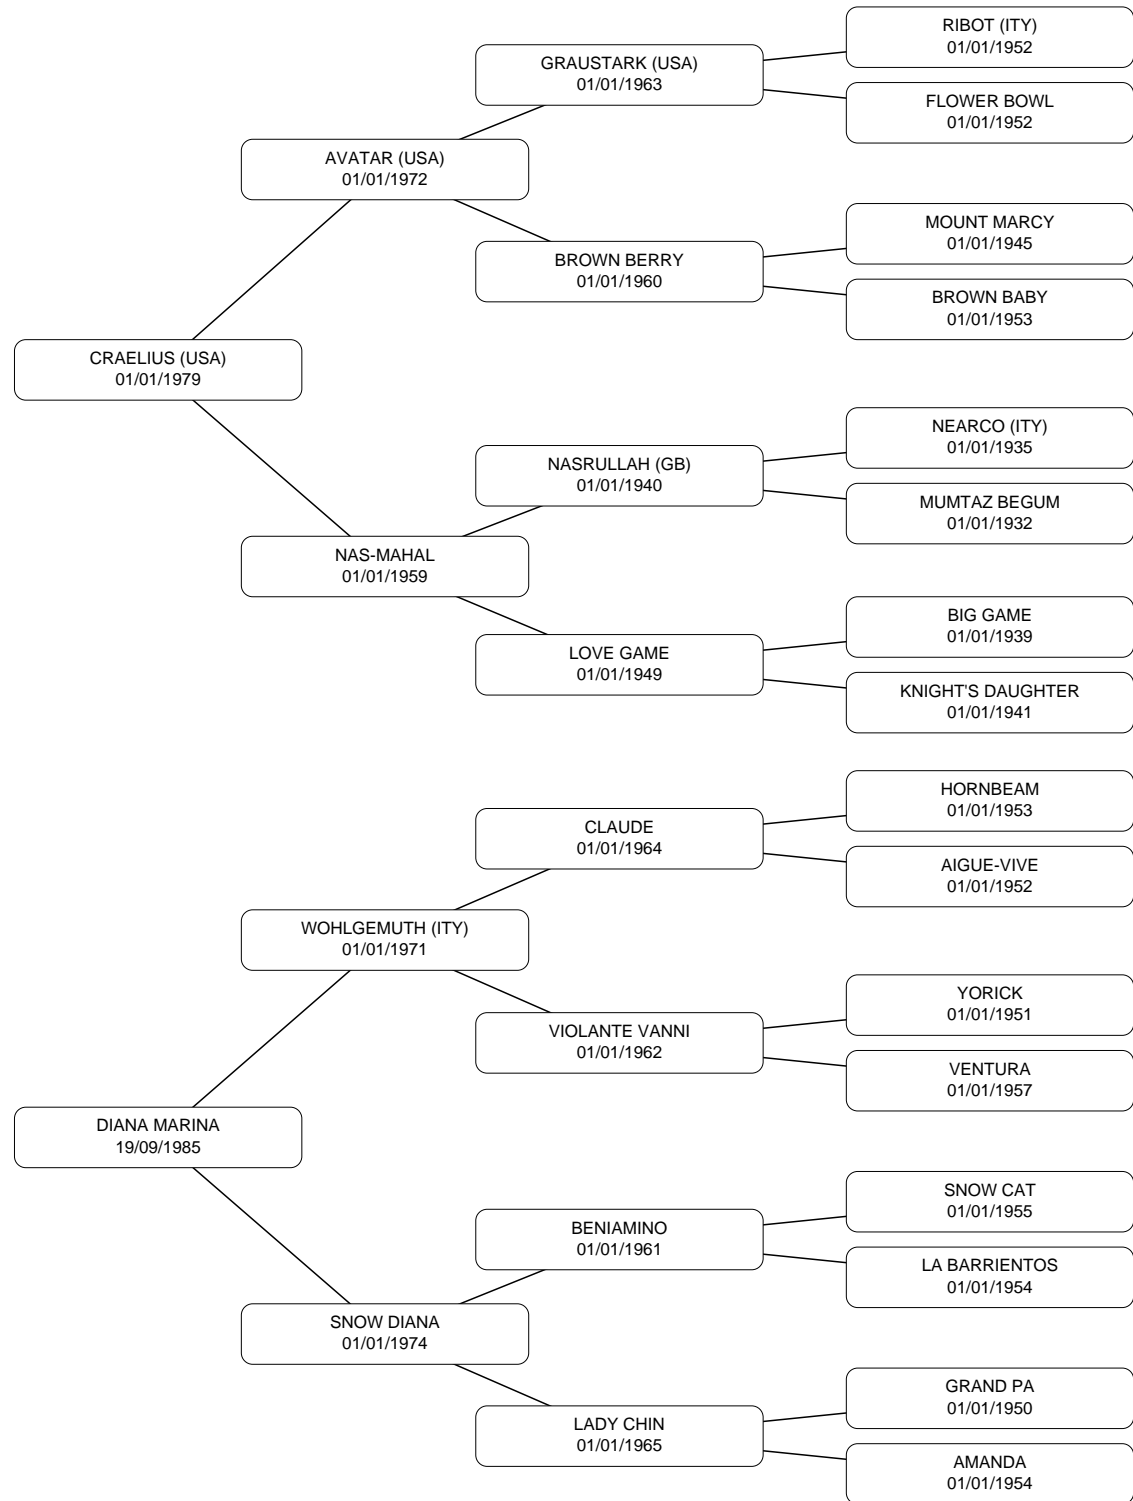 RIBOT (ITY)
01/01/1952
GRAUSTARK (USA)
01/01/1963
FLOWER BOWL
01/01/1952
AVATAR (USA)
01/01/1972
MOUNT MARCY
01/01/1945
BROWN BERRY
01/01/1960
BROWN BABY
01/01/1953
CRAELIUS (USA)
01/01/1979
NEARCO (ITY)
01/01/1935
NASRULLAH (GB)
01/01/1940
MUMTAZ BEGUM
01/01/1932
NAS-MAHAL
01/01/1959
BIG GAME
01/01/1939
LOVE GAME
01/01/1949
KNIGHT'S DAUGHTER
01/01/1941
HORNBEAM
01/01/1953
CLAUDE
01/01/1964
AIGUE-VIVE
01/01/1952
WOHLGEMUTH (ITY)
01/01/1971
YORICK
01/01/1951
VIOLANTE VANNI
01/01/1962
VENTURA
01/01/1957
DIANA MARINA
19/09/1985
SNOW CAT
01/01/1955
BENIAMINO
01/01/1961
LA BARRIENTOS
01/01/1954
SNOW DIANA
01/01/1974
GRAND PA
01/01/1950
LADY CHIN
01/01/1965
AMANDA
01/01/1954